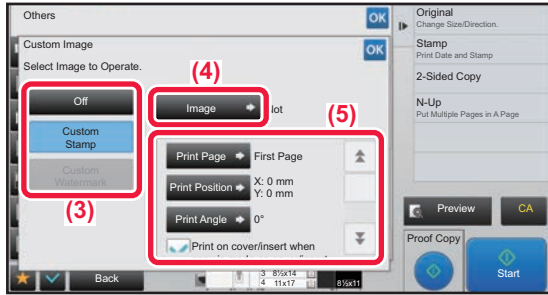 Others
OK
Custom Image
OK
Select Image to Operate.
(4)
Off
Image
lot
Custom
Stamp
(5)
Custom
Watermark
Print Page
First Page
Print Position
X: 0 mm
Y: 0 mm
Print Angle
0°
(3)
Print on cover/insert when
Back
3 8½x14
4 11x17
8½x11
Original
Change Size/Direction.
Stamp
Print Date and Stamp
2-Sided Copy
N-Up
Put Multiple Pages in A Page
Preview
CA
Proof Copy
Start